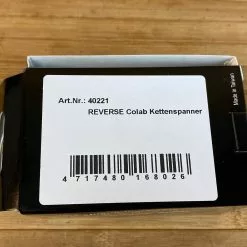 Art.Nr.: 40221
REVERSE Colab Kettenspanner
4 717480 168026
Made in Taiwan